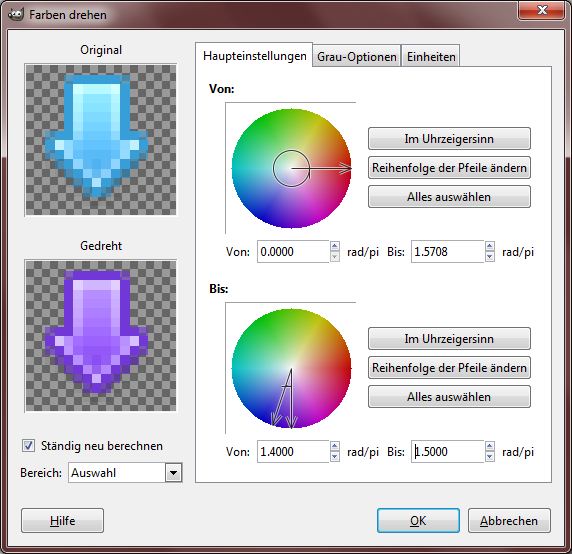 Farben drehen
Original
Gedreht
Ständig neu berechnen
Bereich: Auswahl
Haupteinstellungen Grau-Optionen Einheiten
Von:
Im Uhrzeigersinn
Reihenfolge der Pfeile ändern
Alles auswählen
Von: 0.0000 rad/pi Bis: 1.5708 rad/pi
Bis:
Im Uhrzeigersinn
Reihenfolge der Pfeile ändern
Alles auswählen
Von: 1.4000 rad/pi Bis: 1.5000 rad/pi
Hilfe OK Abbrechen